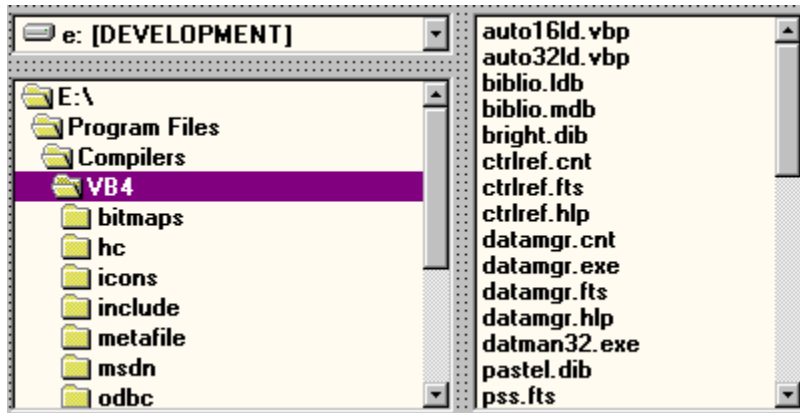 e: [DEVELOPMENT]
E:\
Program Files
Compilers
VB4
bitmaps
hc
icons
include
metafile
msdn
odbc
auto16ld.vbp
auto32ld.vbp
biblio.ldb
biblio.mdb
bright.dib
ctrlref.cnt
ctrlref.fts
ctrlref.hlp
datamgr.cnt
datamgr.exe
datamgr.fts
datamgr.hlp
datman32.exe
pastel.dib
pss.fts